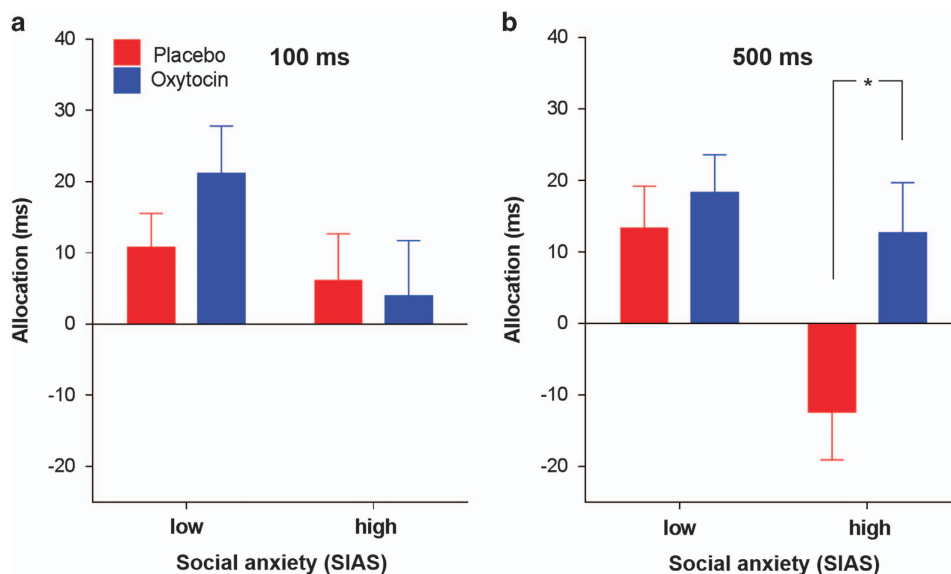 a
40
30
20
10
0
-10
-20
Allocation (ms)
Placebo
Oxytocin
100 ms
low
high
Social anxiety (SIAS)
b
40
30
20
10
0
-10
-20
Allocation (ms)
500 ms
*
low
high
Social anxiety (SIAS)